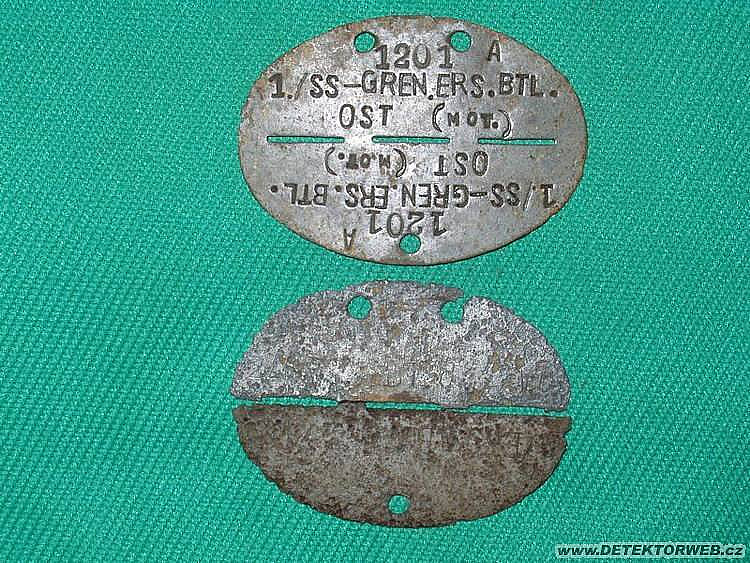 1201 A
1./SS-GREN.ERS.BTL.
OST (MOT.)
OST (MOT.)
1/SS-GREN.ERS.BTL.
1201 A
www.DETEKTORWEB.cz